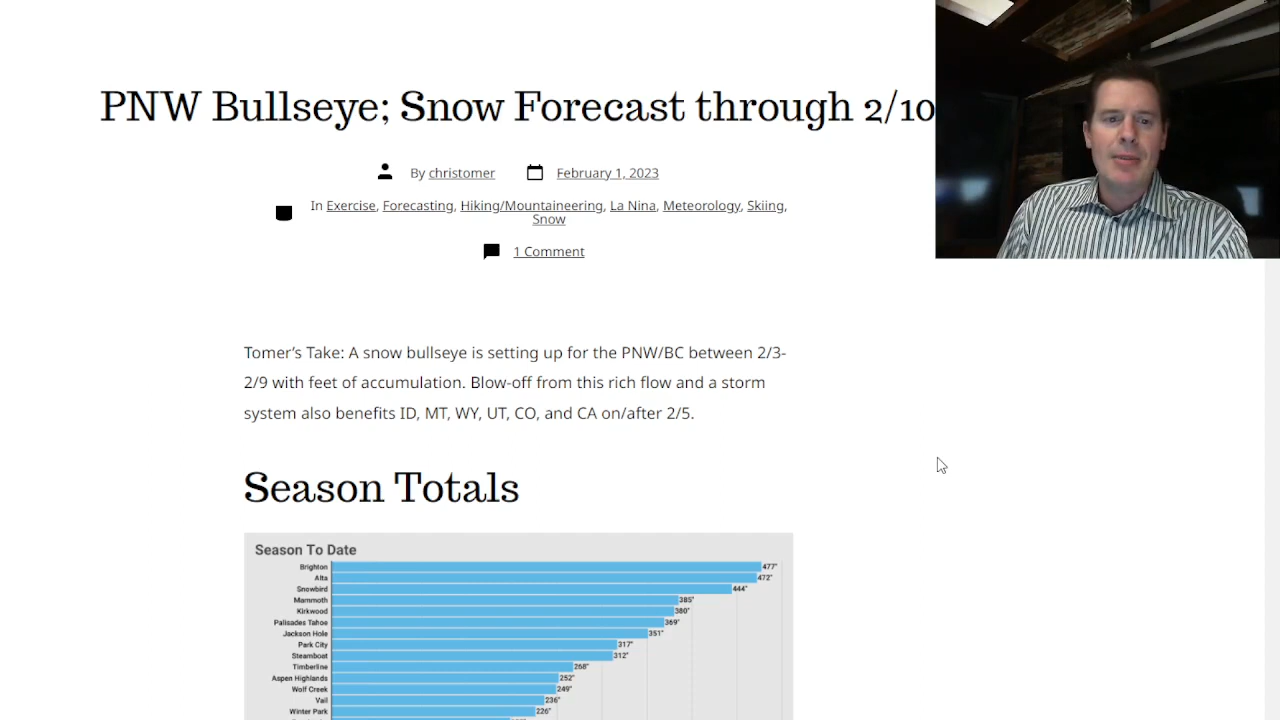 PNW Bullseye; Snow Forecast through 2/10
By christomer
February 1, 2023
In Exercise, Forecasting, Hiking/Mountaineering, La Nina, Meteorology, Skiing,
Snow
1 Comment
Tomer's Take: A snow bullseye is setting up for the PNW/BC between 2/3-
2/9 with feet of accumulation. Blow-off from this rich flow and a storm
system also benefits ID, MT, WY, UT, CO, and CA on/after 2/5.
Season Totals
Season To Date
Brighton 477"
Alta 472"
Snowbird 444"
Mammoth 385"
Kirkwood 380"
Palisades Tahoe 369"
Jackson Hole 351"
Park City 317"
Steamboat 312"
Timberline 268"
Aspen Highlands 252"
Wolf Creek 249"
Vail 236"
Winter Park 226"